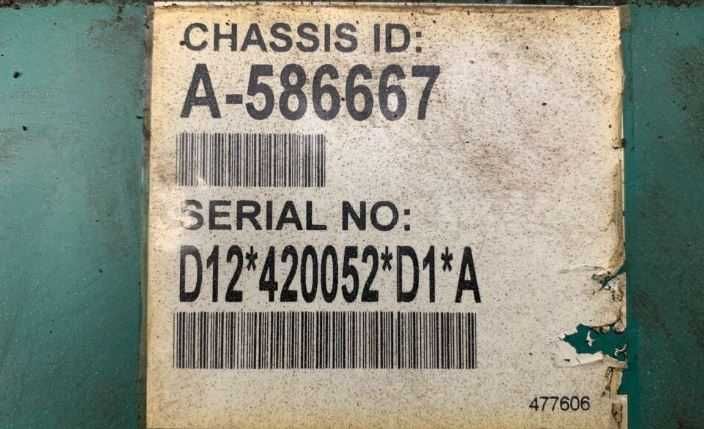 CHASSIS ID:
A-586667
SERIAL NO:
D12*420052*D1*A
477606